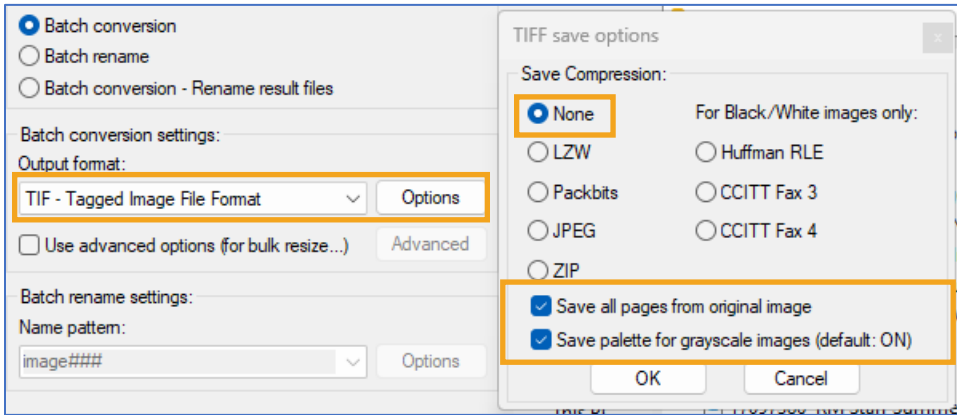 Batch conversion
Batch rename
Batch conversion - Rename result files
Batch conversion settings:
Output format:
TIF - Tagged Image File Format
Options
Use advanced options (for bulk resize...)
Advanced
Batch rename settings:
Name pattern:
image###
Options
TIFF save options
x
Save Compression:
None
For Black/White images only:
LZW
Huffman RLE
Packbits
CCITT Fax 3
JPEG
CCITT Fax 4
ZIP
Save all pages from original image
Save palette for grayscale images (default: ON)
OK
Cancel